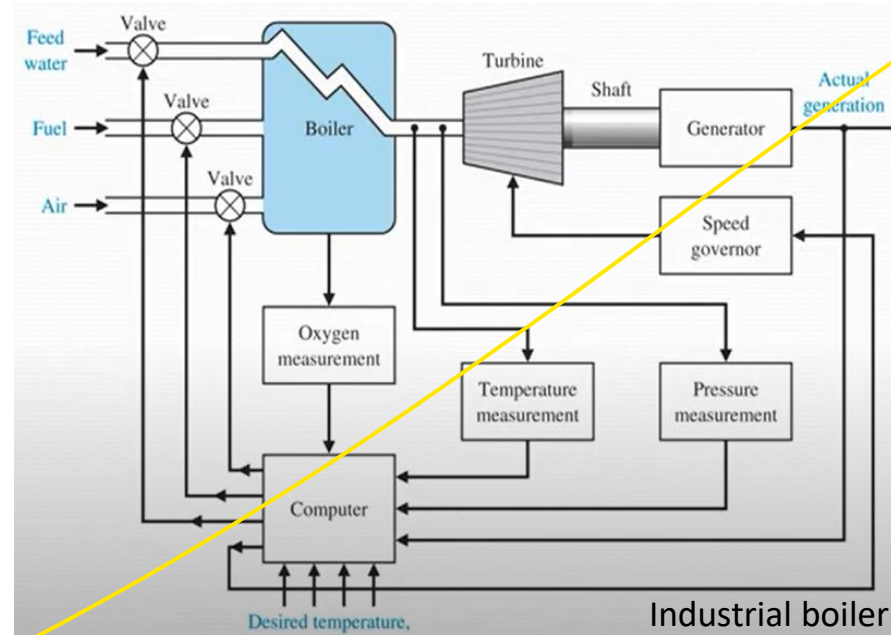 Valve
Feed
water
Valve
Fuel
Valve
Air
Boiler
Turbine
Shaft
Generator
Actual
generation
Speed
governor
Oxygen
measurement
Temperature
measurement
Pressure
measurement
Computer
Desired temperature,
Industrial boiler